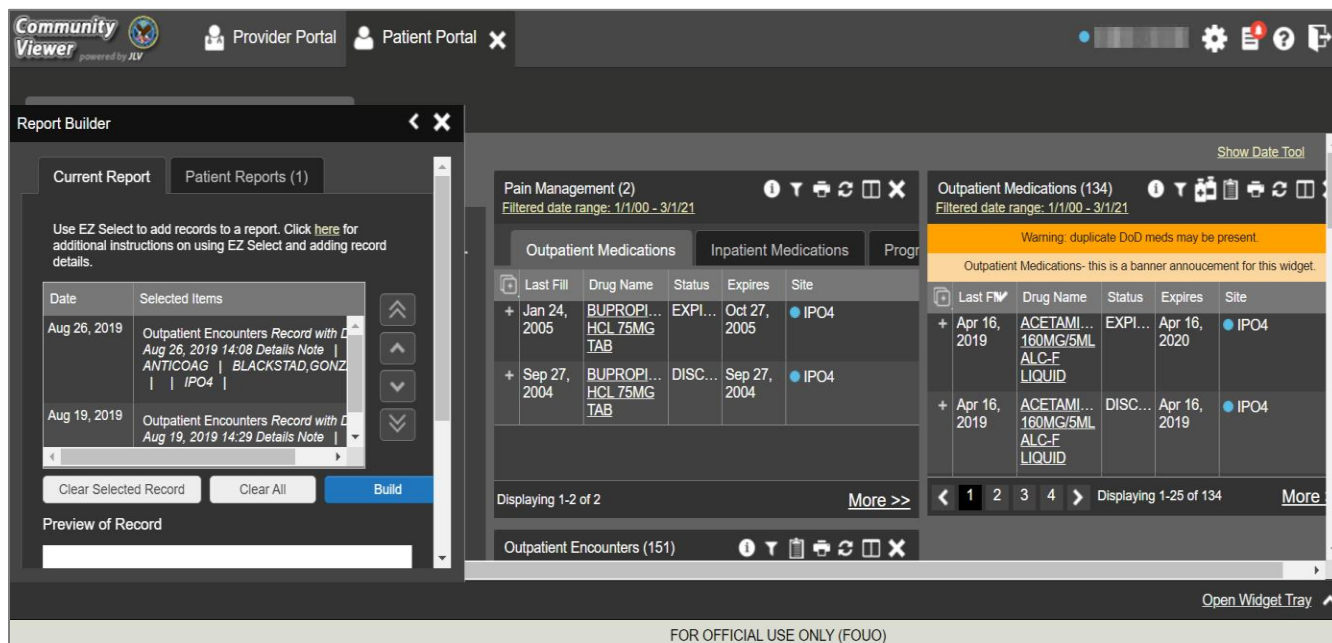 Community
Viewer powered by JLV
Provider Portal
Patient Portal
Report Builder
Current Report
Patient Reports (1)
Use EZ Select to add records to a report. Click here for
additional instructions on using EZ Select and adding record
details.
Date Selected Items
Aug 26, 2019 Outpatient Encounters Record with D
Aug 26, 2019 14:08 Details Note |
ANTICOAG | BLACKSTAD,GONZ
| | IPO4 |
Aug 19, 2019 Outpatient Encounters Record with D
Aug 19, 2019 14:29 Details Note |
Clear Selected Record Clear All Build
Preview of Record
Show Date Tool
Pain Management (2)
Filtered date range: 1/1/00 - 3/1/21
Outpatient Medications Inpatient Medications Progr
Last Fill Drug Name Status Expires Site
+ Jan 24, BUPROPI... EXPI... Oct 27, IPO4
2005 HCL 75MG 2005
TAB
+ Sep 27, BUPROPI... DISC... Sep 27, IPO4
2004 HCL 75MG 2004
TAB
Displaying 1-2 of 2 More >>
Outpatient Encounters (151)
Outpatient Medications (134)
Filtered date range: 1/1/00 - 3/1/21
Warning: duplicate DoD meds may be present.
Outpatient Medications- this is a banner annoucement for this widget.
Last Fill Drug Name Status Expires Site
+ Apr 16, ACETAMI... EXPI... Apr 16, IPO4
2019 160MG/5ML 2020
ALC-F
LIQUID
+ Apr 16, ACETAMI... DISC... Apr 16, IPO4
2019 160MG/5ML 2019
ALC-F
LIQUID
1 2 3 4 Displaying 1-25 of 134 More
Open Widget Tray
FOR OFFICIAL USE ONLY (FOUO)